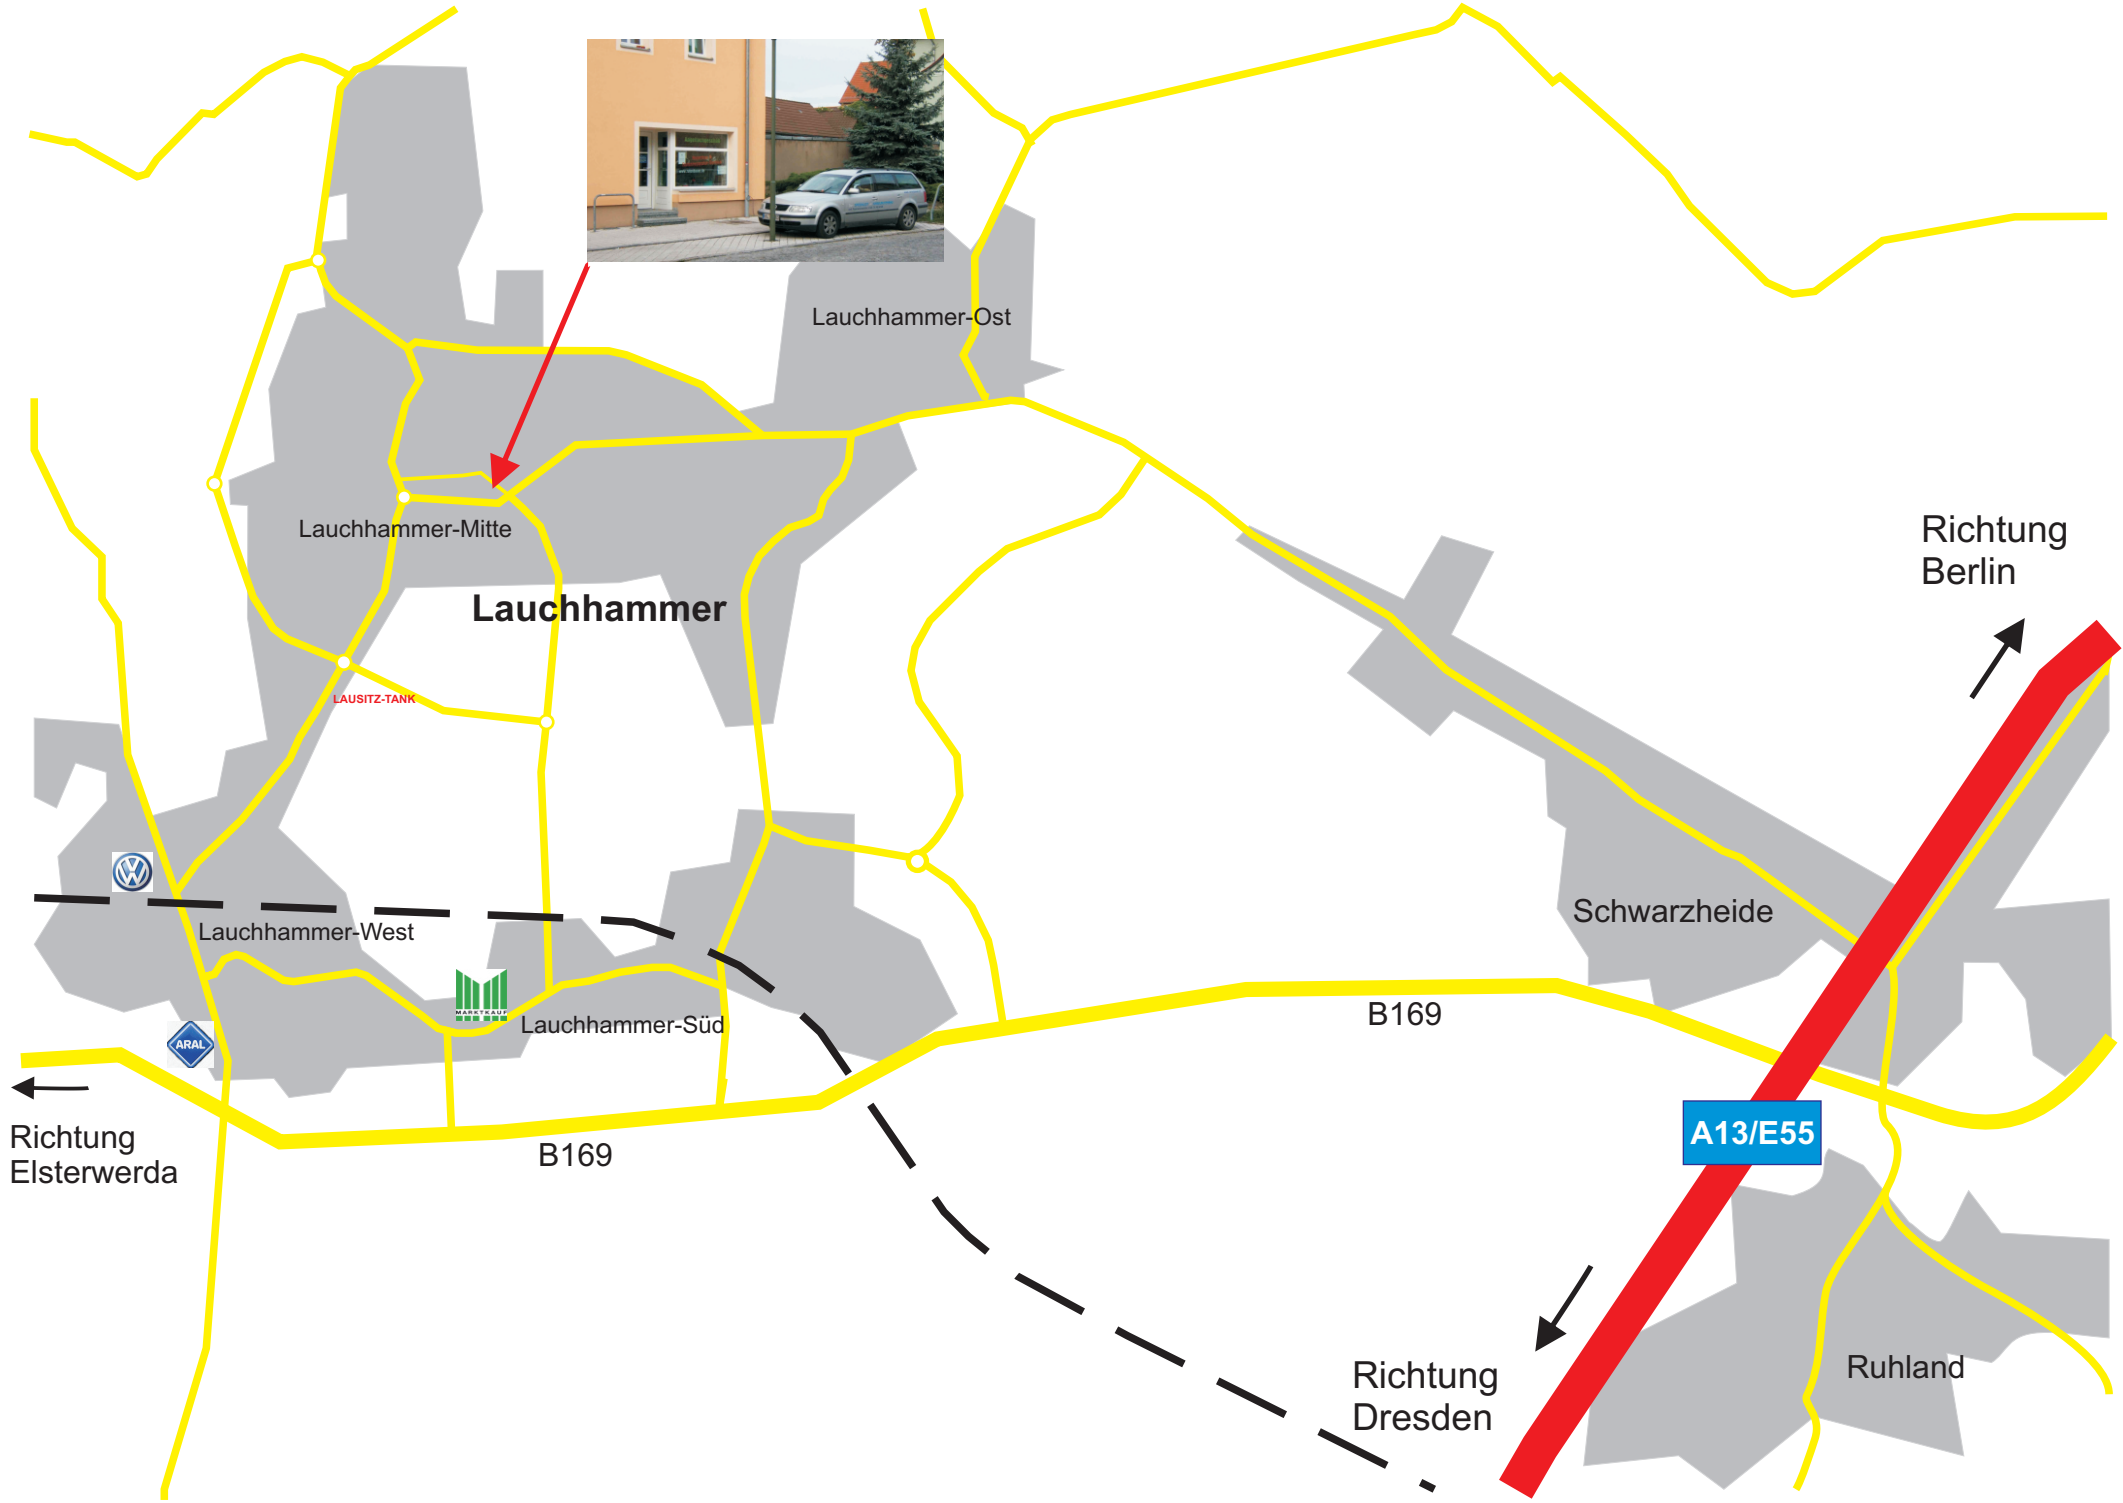 Lauchhammer-Ost
Lauchhammer-Mitte
Richtung
Berlin
Lauchhammer
LAUSITZ-TANK
Schwarzheide
Lauchhammer-West
MARKTKAUF
Lauchhammer-Süd
B169
ARAL
Richtung
Elsterwerda
B169
A13/E55
Richtung
Dresden
Ruhland